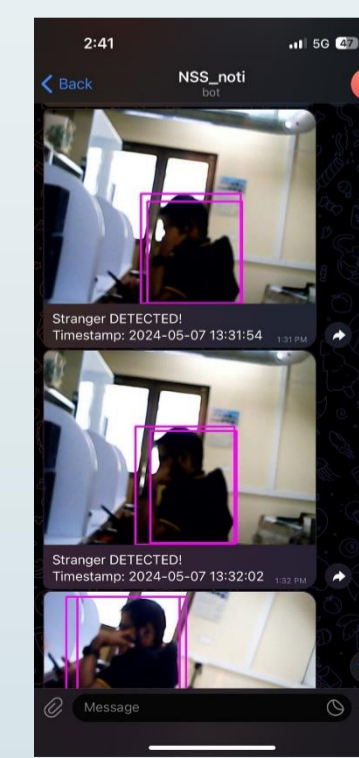 2:41
5G 47
Back
NSS_noti
bot
Stranger DETECTED!
Timestamp: 2024-05-07 13:31:54
1:31 PM
Stranger DETECTED!
Timestamp: 2024-05-07 13:32:02
1:32 PM
Message